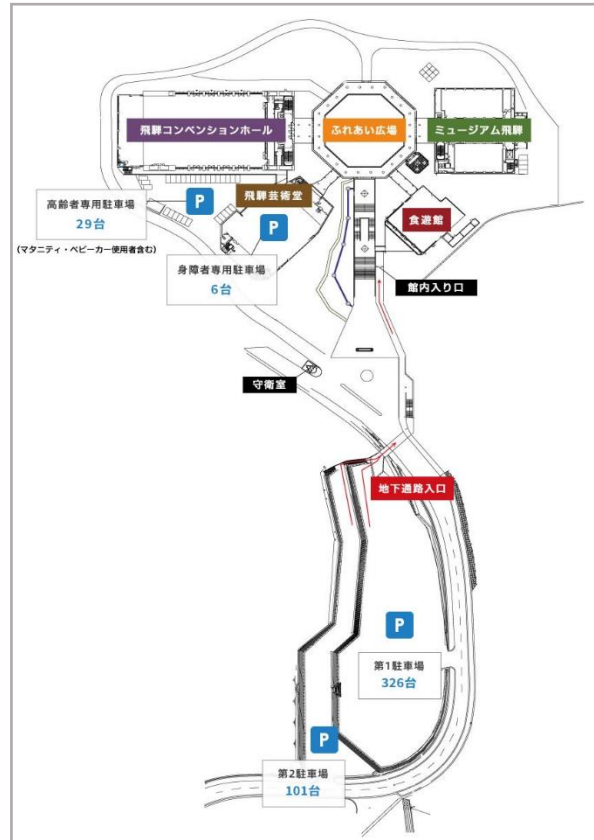 飛騨コンベンションホール
ふれあい広場
ミュージアム飛騨
飛騨芸術堂
P
P
食遊館
高齢者専用駐車場
29台
(マタニティ・ベビーカー使用者含む)
身障者専用駐車場
6台
館内入り口
守衛室
地下通路入口
P
第1駐車場
326台
P
第2駐車場
101台